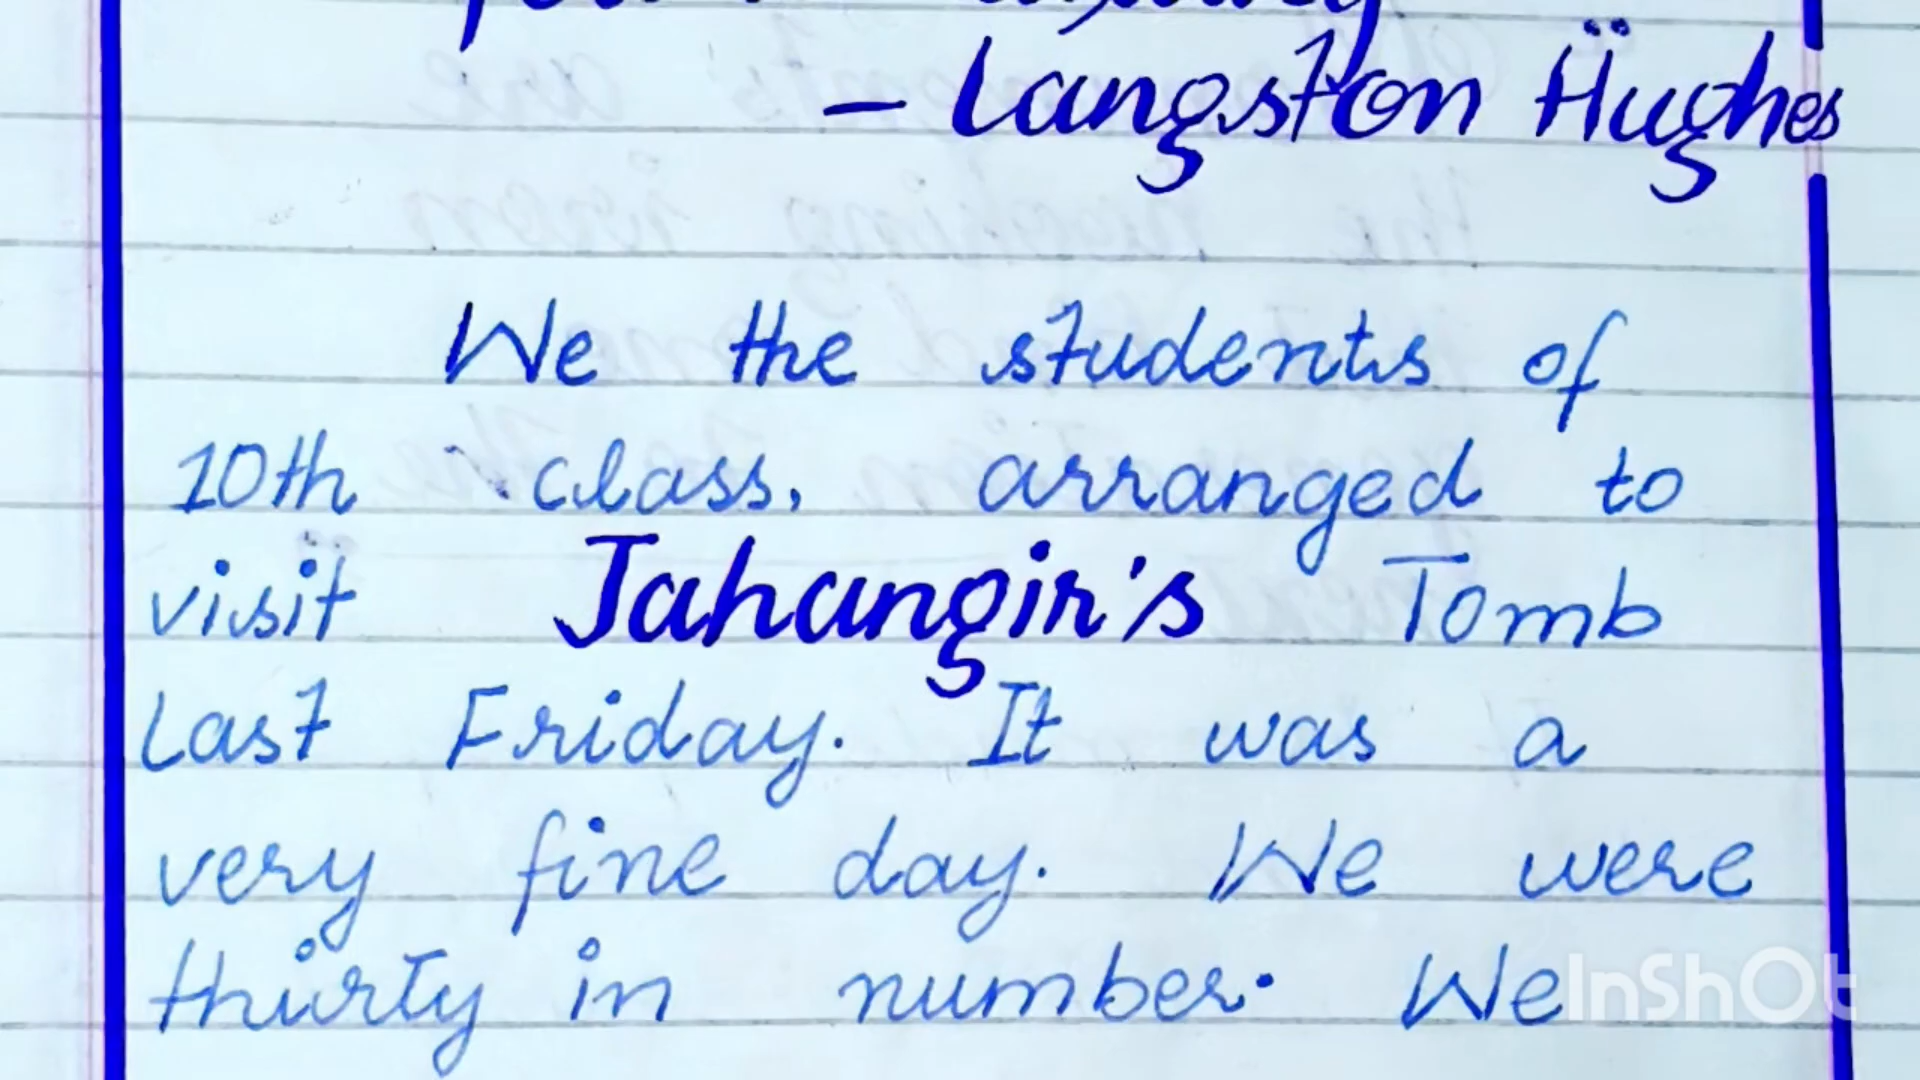 – Langston Hughes
We the students of
10th class, arranged to
visit Jahangir's Tomb
Last Friday. It was a
very fine day. We were
thirty in number. We
InShOt